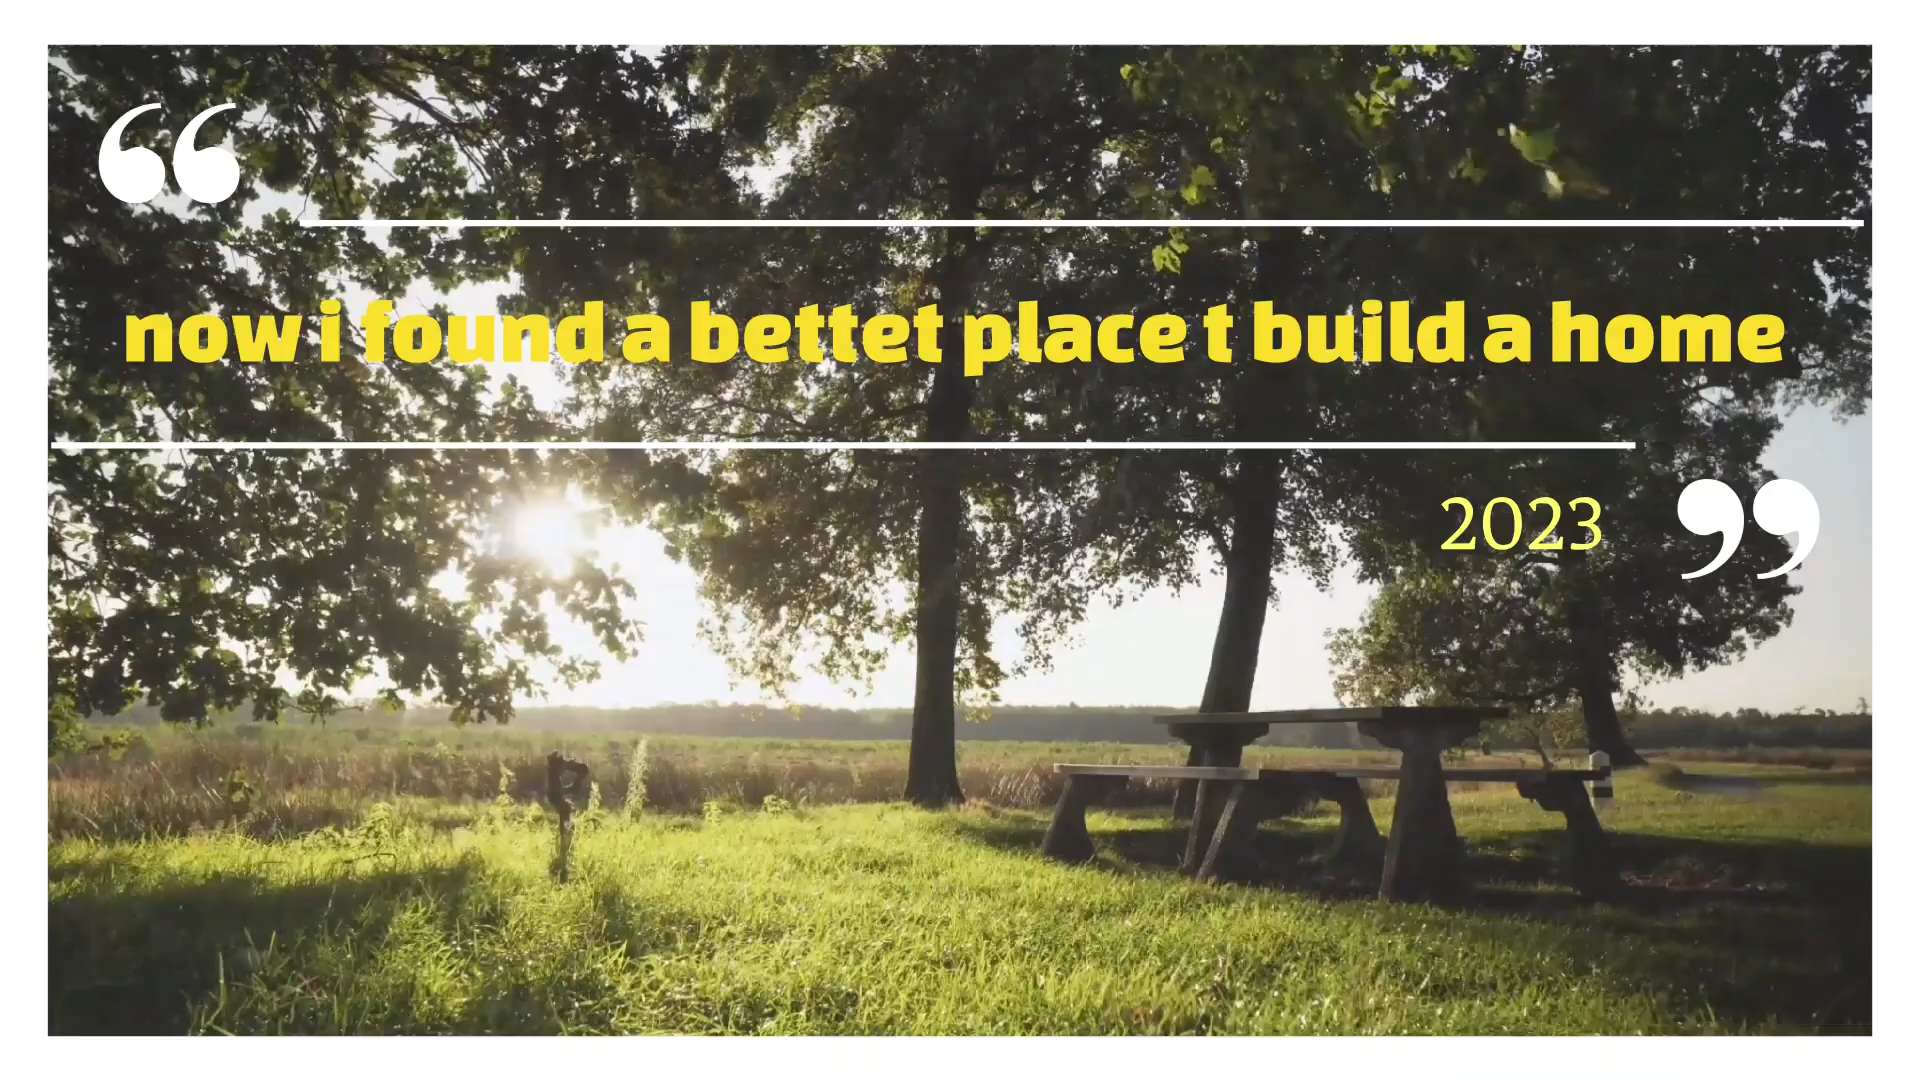 “
now i found a bettet place t build a home
2023
”